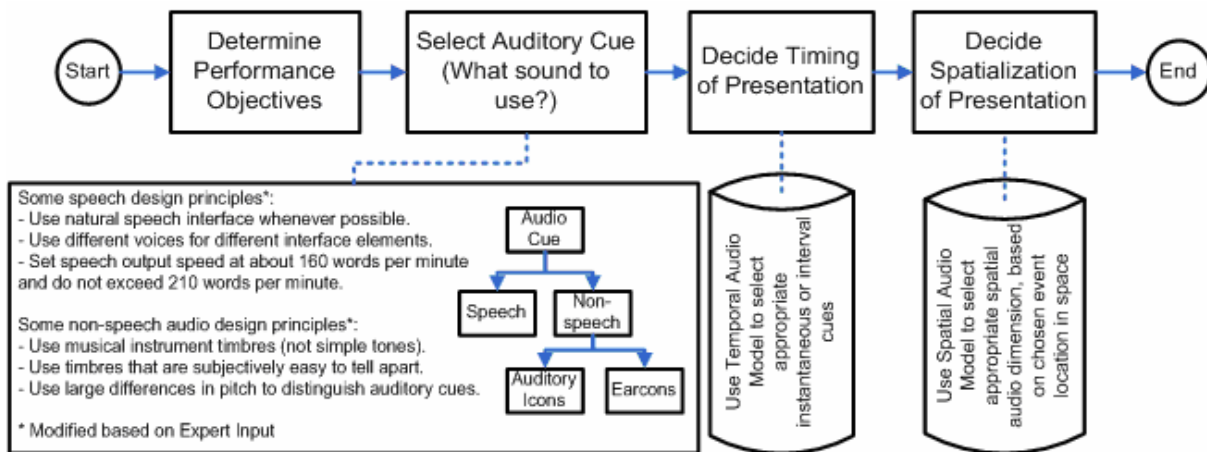 Start
Determine
Performance
Objectives
Select Auditory Cue
(What sound to
use?)
Decide Timing
of Presentation
Decide
Spatialization
of Presentation
End
Some speech design principles*:
- Use natural speech interface whenever possible.
- Use different voices for different interface elements.
- Set speech output speed at about 160 words per minute
and do not exceed 210 words per minute.
Some non-speech audio design principles*:
- Use musical instrument timbres (not simple tones).
- Use timbres that are subjectively easy to tell apart.
- Use large differences in pitch to distinguish auditory cues.
* Modified based on Expert Input
Audio
Cue
Speech
Non-
speech
Auditory
Icons
Earcons
Use Temporal Audio
Model to select
appropriate
instantaneous or interval
cues
Use Spatial Audio
Model to select
appropriate spatial
audio dimension, based
on chosen event
location in space